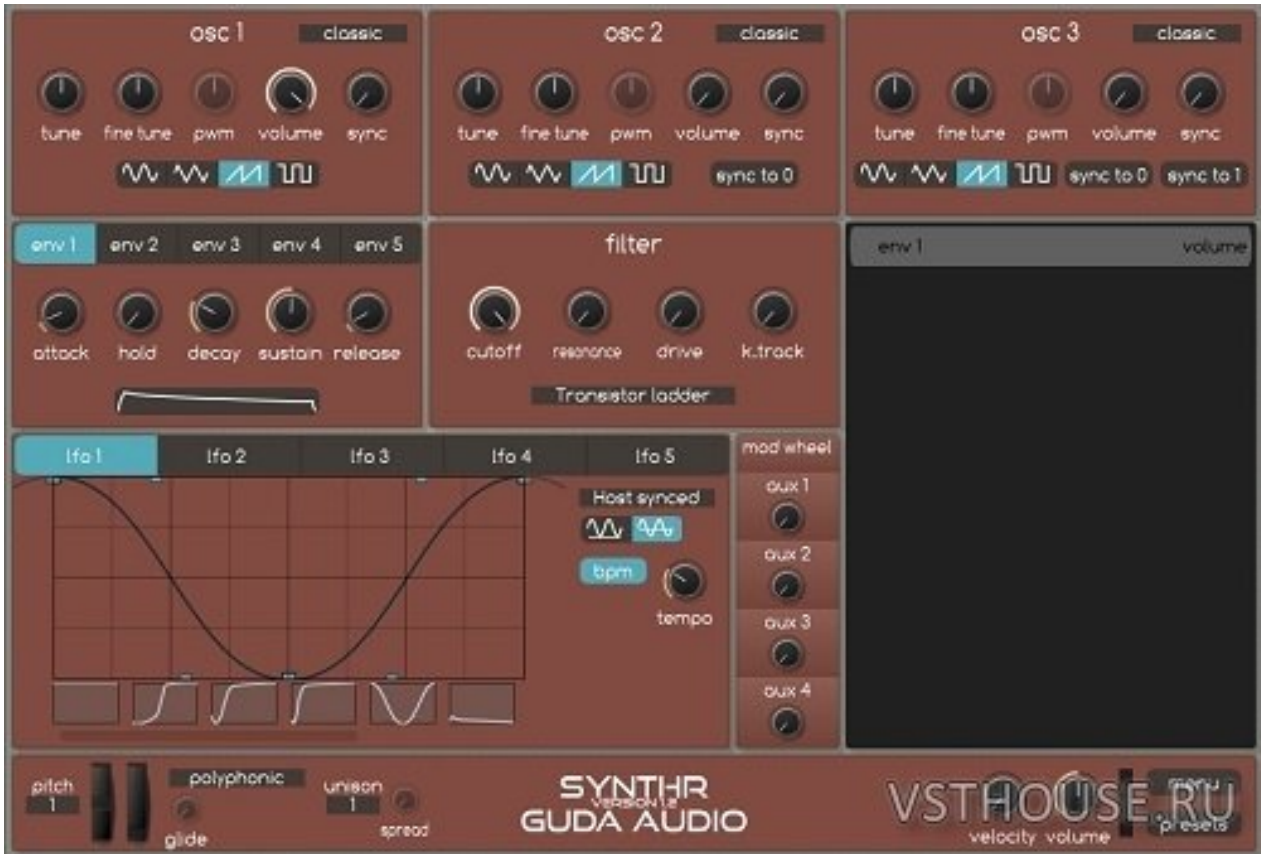 osc 1 classic
tune fine tune pwm volume sync
osc 2 classic
tune fine tune pwm volume sync
sync to 0
osc 3 classic
tune fine tune pwm volume sync
sync to 0 sync to 1
env 1 env 2 env 3 env 4 env 5
attack hold decay sustain release
filter
cutoff resonance drive k.track
Transistor ladder
env 1 volume
lfo 1 lfo 2 lfo 3 lfo 4 lfo 5
Host synced
bpm
tempo
mod wheel
aux 1
aux 2
aux 3
aux 4
pitch
1
polyphonic
glide
unison
1
spread
SYNTHR
VERSION 1.2
GUDA AUDIO
velocity volume
menu
presets
VSTHOUSE.RU